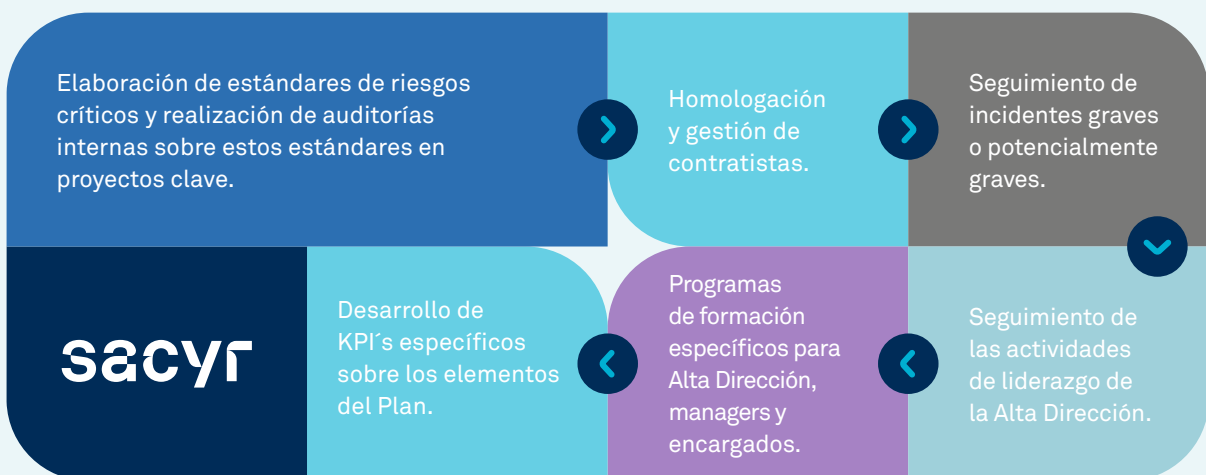 Elaboración de estándares de riesgos
críticos y realización de auditorías
internas sobre estos estándares en
proyectos clave.
Homologación
y gestión de
contratistas.
Seguimiento de
incidentes graves
o potencialmente
graves.
Seguimiento de
las actividades
de liderazgo de
la Alta Dirección.
Programas
de formación
específicos para
Alta Dirección,
managers y
encargados.
Desarrollo de
KPI´s específicos
sobre los elementos
del Plan.
sacyr